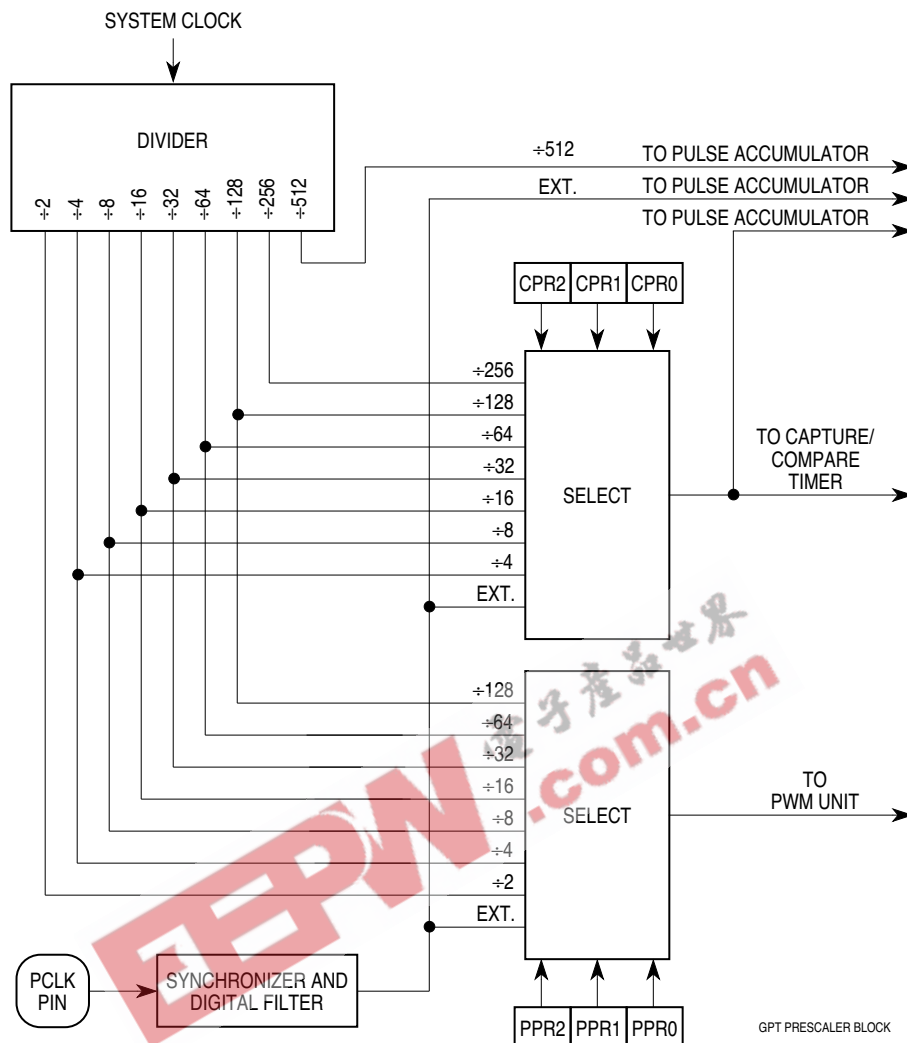 SYSTEM CLOCK
DIVIDER
÷2
÷4
÷8
÷16
÷32
÷64
÷128
÷256
÷512
÷512
TO PULSE ACCUMULATOR
EXT.
TO PULSE ACCUMULATOR
TO PULSE ACCUMULATOR
CPR2
CPR1
CPR0
÷256
÷128
÷64
÷32
÷16
÷8
÷4
EXT.
SELECT
TO CAPTURE/
COMPARE
TIMER
÷128
÷64
÷32
÷16
÷8
÷4
÷2
EXT.
SELECT
TO
PWM UNIT
電子產品世界
EEPW.com.cn
PCLK
PIN
SYNCHRONIZER AND
DIGITAL FILTER
PPR2
PPR1
PPR0
GPT PRESCALER BLOCK